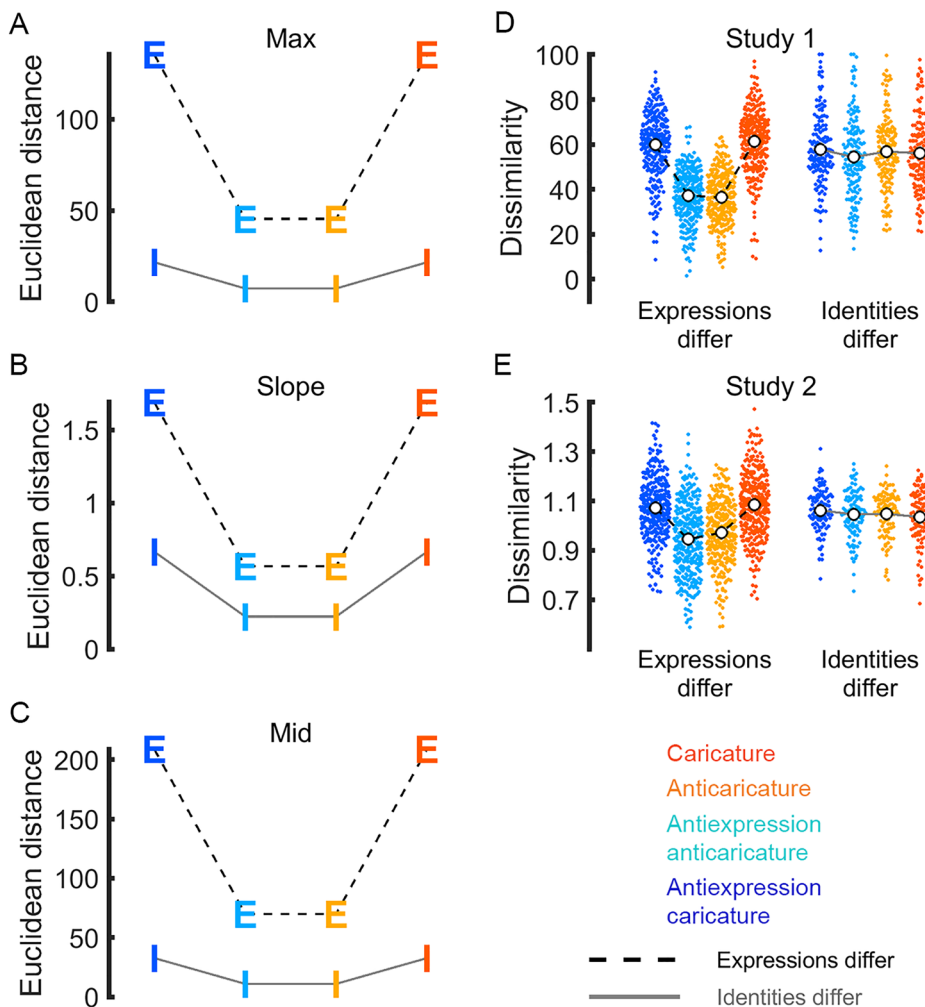 A
Max
Euclidean distance
100
50
0
E
E
E
E
I
I
I
I
B
Slope
Euclidean distance
1.5
1
0.5
0
E
E
E
E
I
I
I
I
C
Mid
Euclidean distance
200
150
100
50
0
E
E
E
E
I
I
I
I
D
Study 1
Dissimilarity
100
80
60
40
20
0
Expressions
differ
Identities
differ
E
Study 2
Dissimilarity
1.5
1.3
1.1
0.9
0.7
Expressions
differ
Identities
differ
Caricature
Anticaricature
Antiexpression
anticaricature
Antiexpression
caricature
Expressions differ
Identities differ